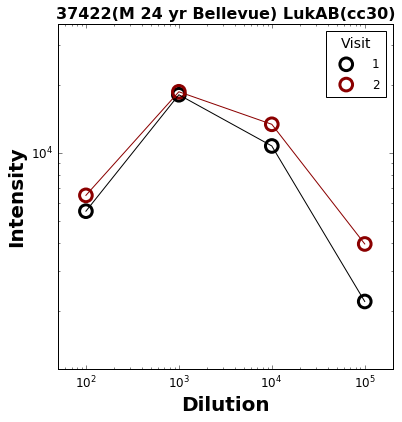 37422(M 24 yr Bellevue) LukAB(cc30)
Visit
1
2
10^4
Intensity
10^2 10^3 10^4 10^5
Dilution